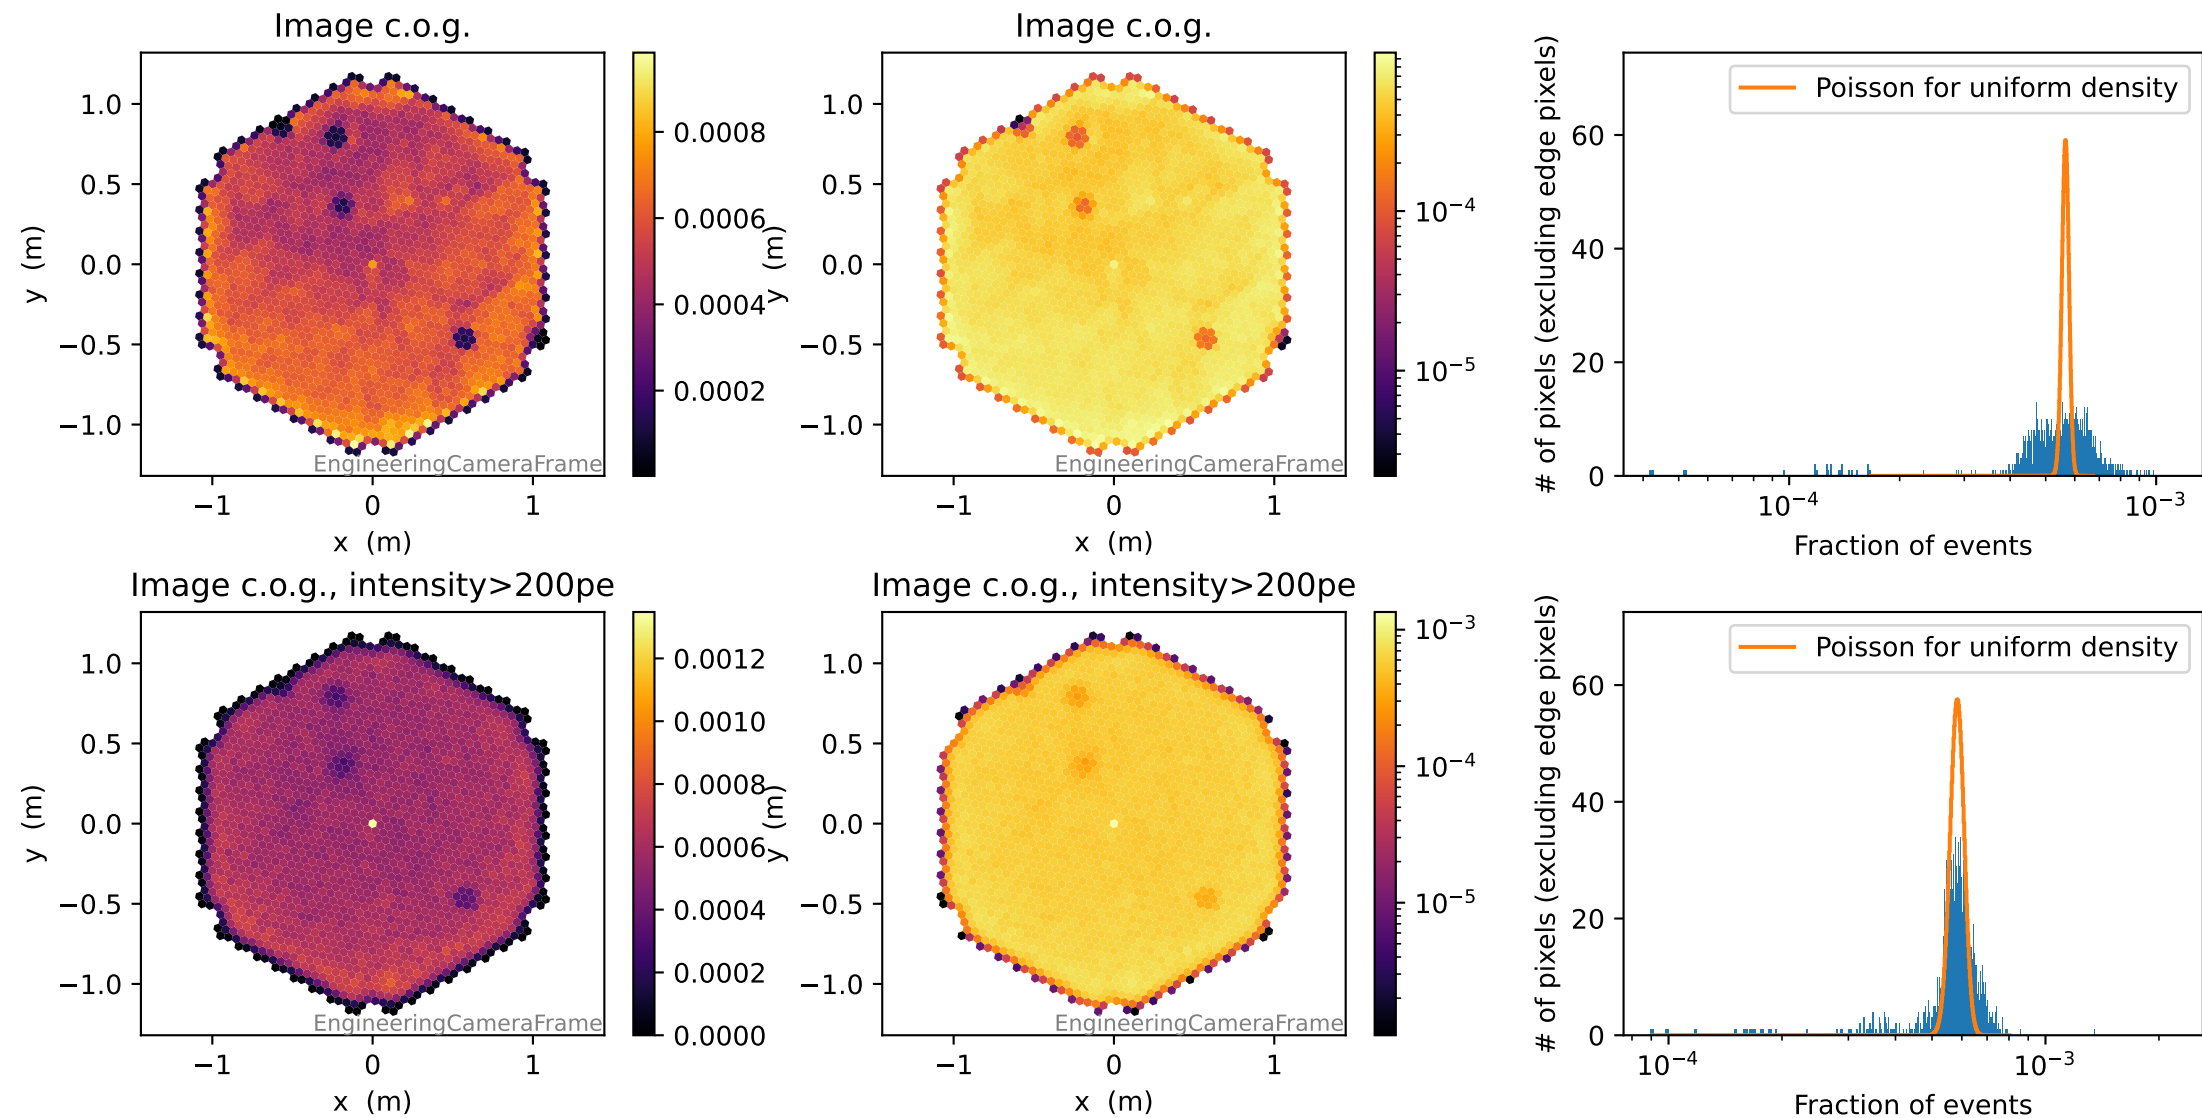 Image c.o.g.
1.0
0.5
0.0
−0.5
−1.0
y (m)
−1
0
1
x (m)
EngineeringCameraFrame
0.0008
0.0006
0.0004
0.0002
Image c.o.g.
1.0
0.5
0.0
−0.5
−1.0
y (m)
−1
0
1
x (m)
EngineeringCameraFrame
10−4
10−5
# of pixels (excluding edge pixels)
60
40
20
0
Poisson for uniform density
10−4
10−3
Fraction of events
Image c.o.g., intensity>200pe
1.0
0.5
0.0
−0.5
−1.0
y (m)
−1
0
1
x (m)
EngineeringCameraFrame
0.0012
0.0010
0.0008
0.0006
0.0004
0.0002
0.0000
Image c.o.g., intensity>200pe
1.0
0.5
0.0
−0.5
−1.0
y (m)
−1
0
1
x (m)
EngineeringCameraFrame
10−3
10−4
10−5
# of pixels (excluding edge pixels)
60
40
20
0
Poisson for uniform density
10−4
10−3
Fraction of events